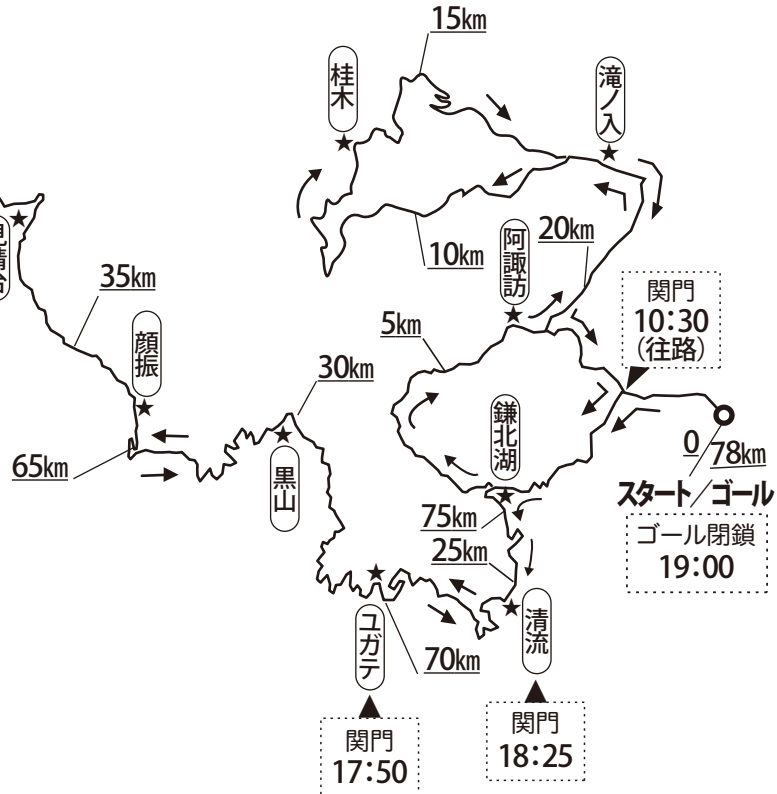 15km
桂木
滝ノ入
10km
阿諏訪
20km
関門
10:30
(往路)
35km
5km
顔振
30km
鎌北湖
65km
黒山
0
78km
スタート/ゴール
75km
ゴール閉鎖
19:00
25km
ユガテ
清流
70km
関門
17:50
関門
18:25